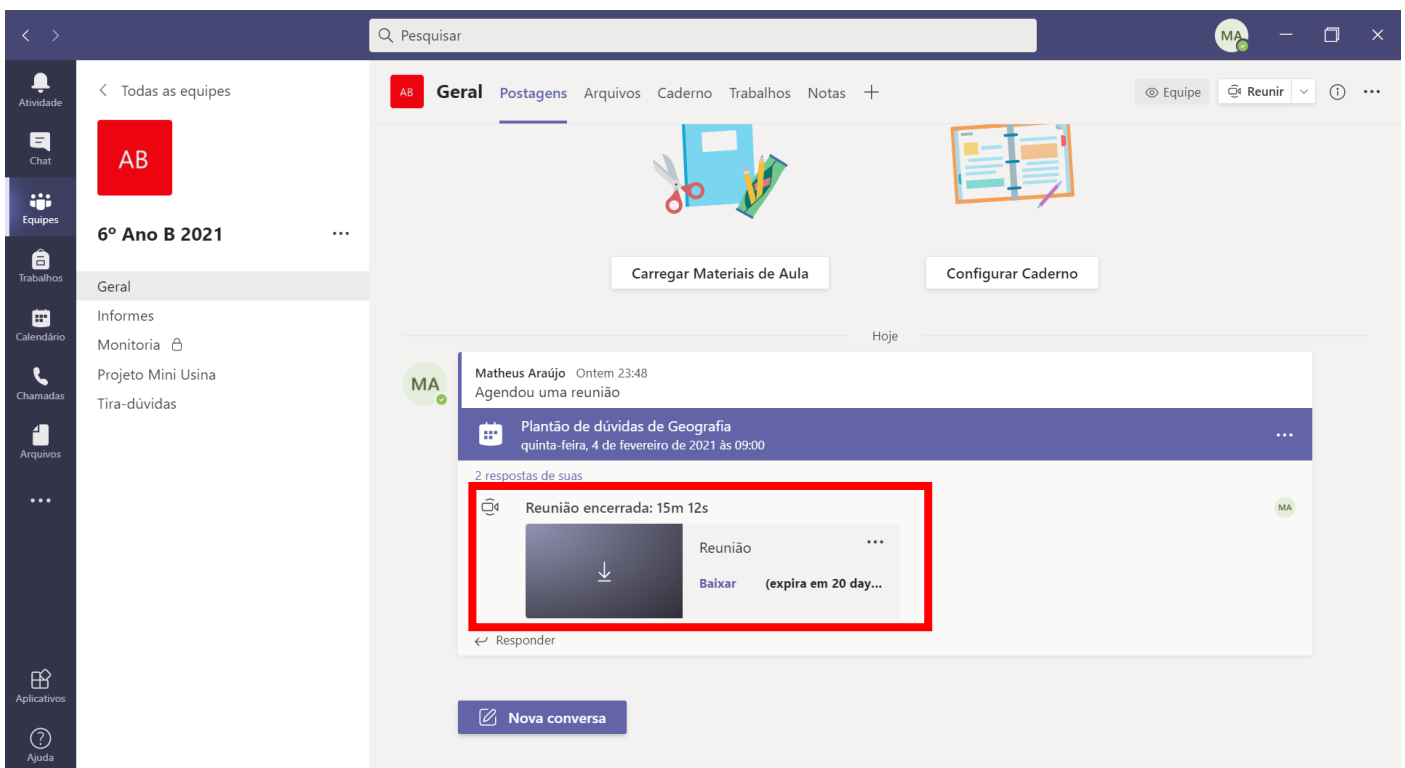 Pesquisar
MA
Atividade
Chat
Equipes
Trabalhos
Calendário
Chamadas
Arquivos
Aplicativos
Ajuda
Todas as equipes
AB
6º Ano B 2021
Geral
Informes
Monitoria
Projeto Mini Usina
Tira-dúvidas
AB Geral Postagens Arquivos Caderno Trabalhos Notas
Equipe Reunir
Carregar Materiais de Aula Configurar Caderno
Hoje
MA
Matheus Araújo Ontem 23:48
Agendou uma reunião
Plantão de dúvidas de Geografia
quinta-feira, 4 de fevereiro de 2021 às 09:00
2 respostas de suas
Reunião encerrada: 15m 12s
MA
Reunião
Baixar (expira em 20 day...
Responder
Nova conversa